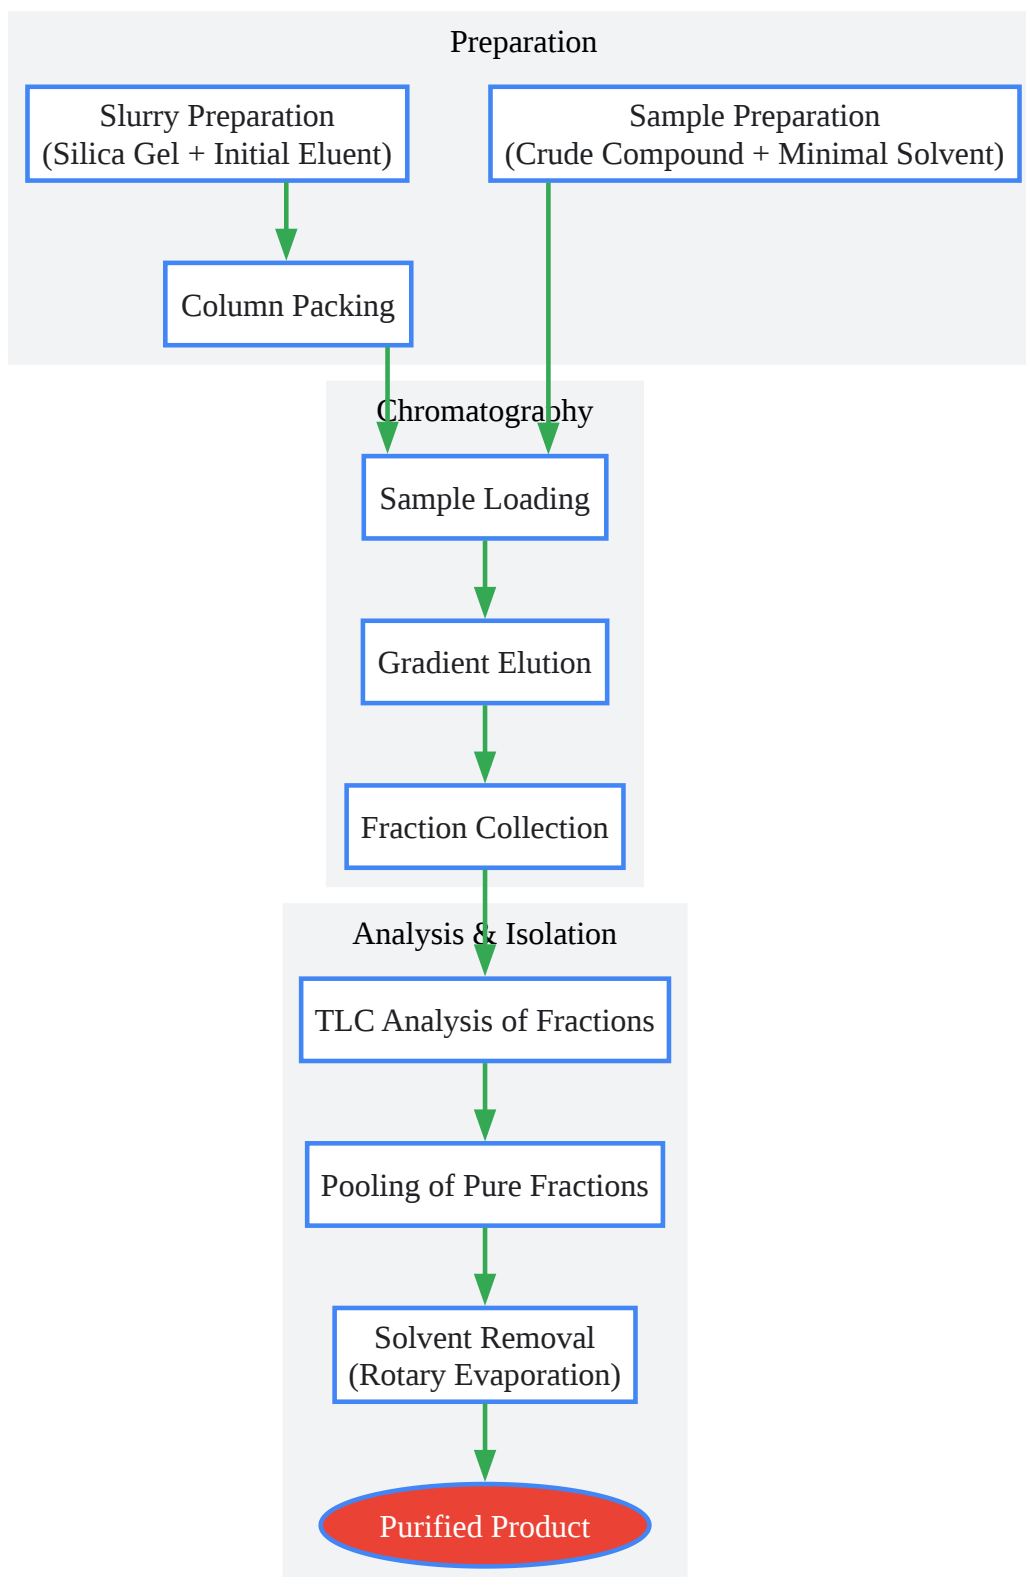 Preparation
Slurry Preparation
(Silica Gel + Initial Eluent)
Sample Preparation
(Crude Compound + Minimal Solvent)
Column Packing
Chromatography
Sample Loading
Gradient Elution
Fraction Collection
Analysis & Isolation
TLC Analysis of Fractions
Pooling of Pure Fractions
Solvent Removal
(Rotary Evaporation)
Purified Product